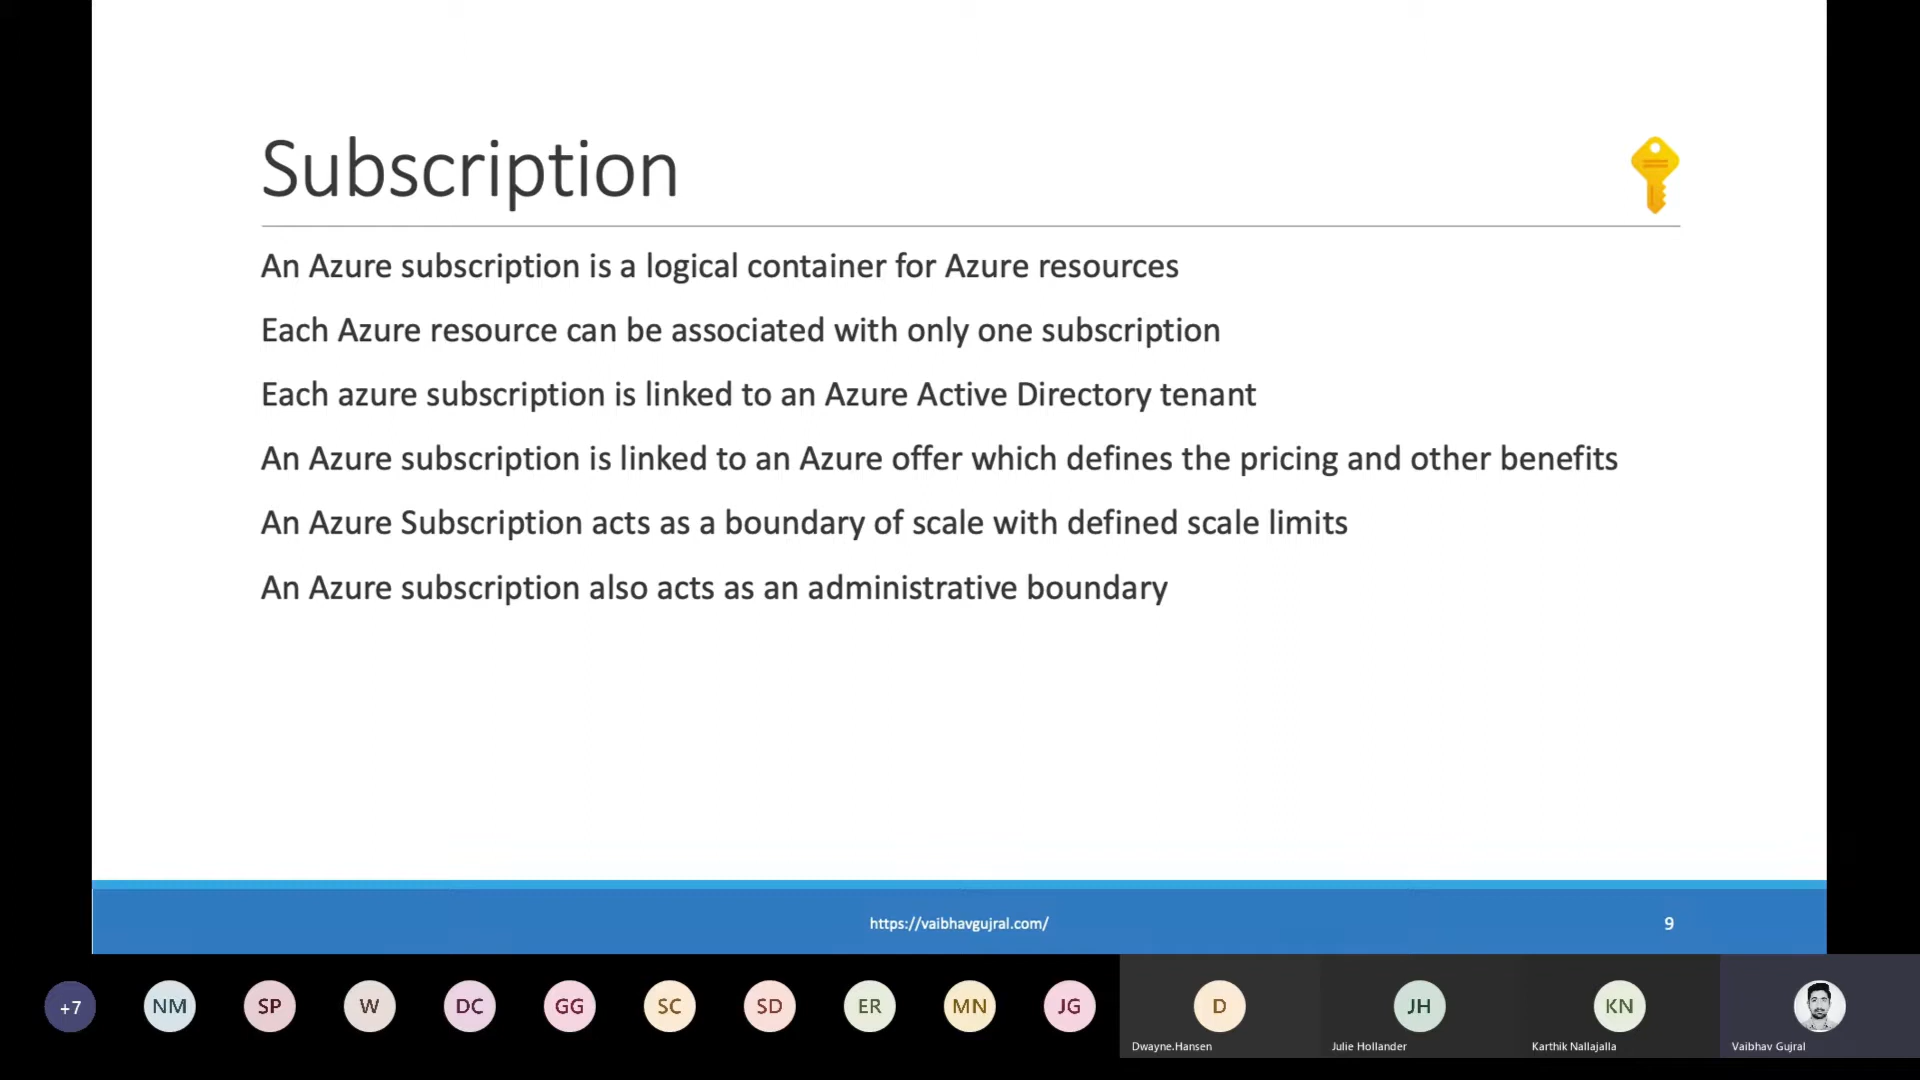 Subscription
An Azure subscription is a logical container for Azure resources
Each Azure resource can be associated with only one subscription
Each azure subscription is linked to an Azure Active Directory tenant
An Azure subscription is linked to an Azure offer which defines the pricing and other benefits
An Azure Subscription acts as a boundary of scale with defined scale limits
An Azure subscription also acts as an administrative boundary
https://vaibhavgujral.com/
9
+7
NM
SP
W
DC
GG
SC
SD
ER
MN
JG
D
JH
KN
Dwayne.Hansen
Julie Hollander
Karthik Nallajalla
Vaibhav Gujral